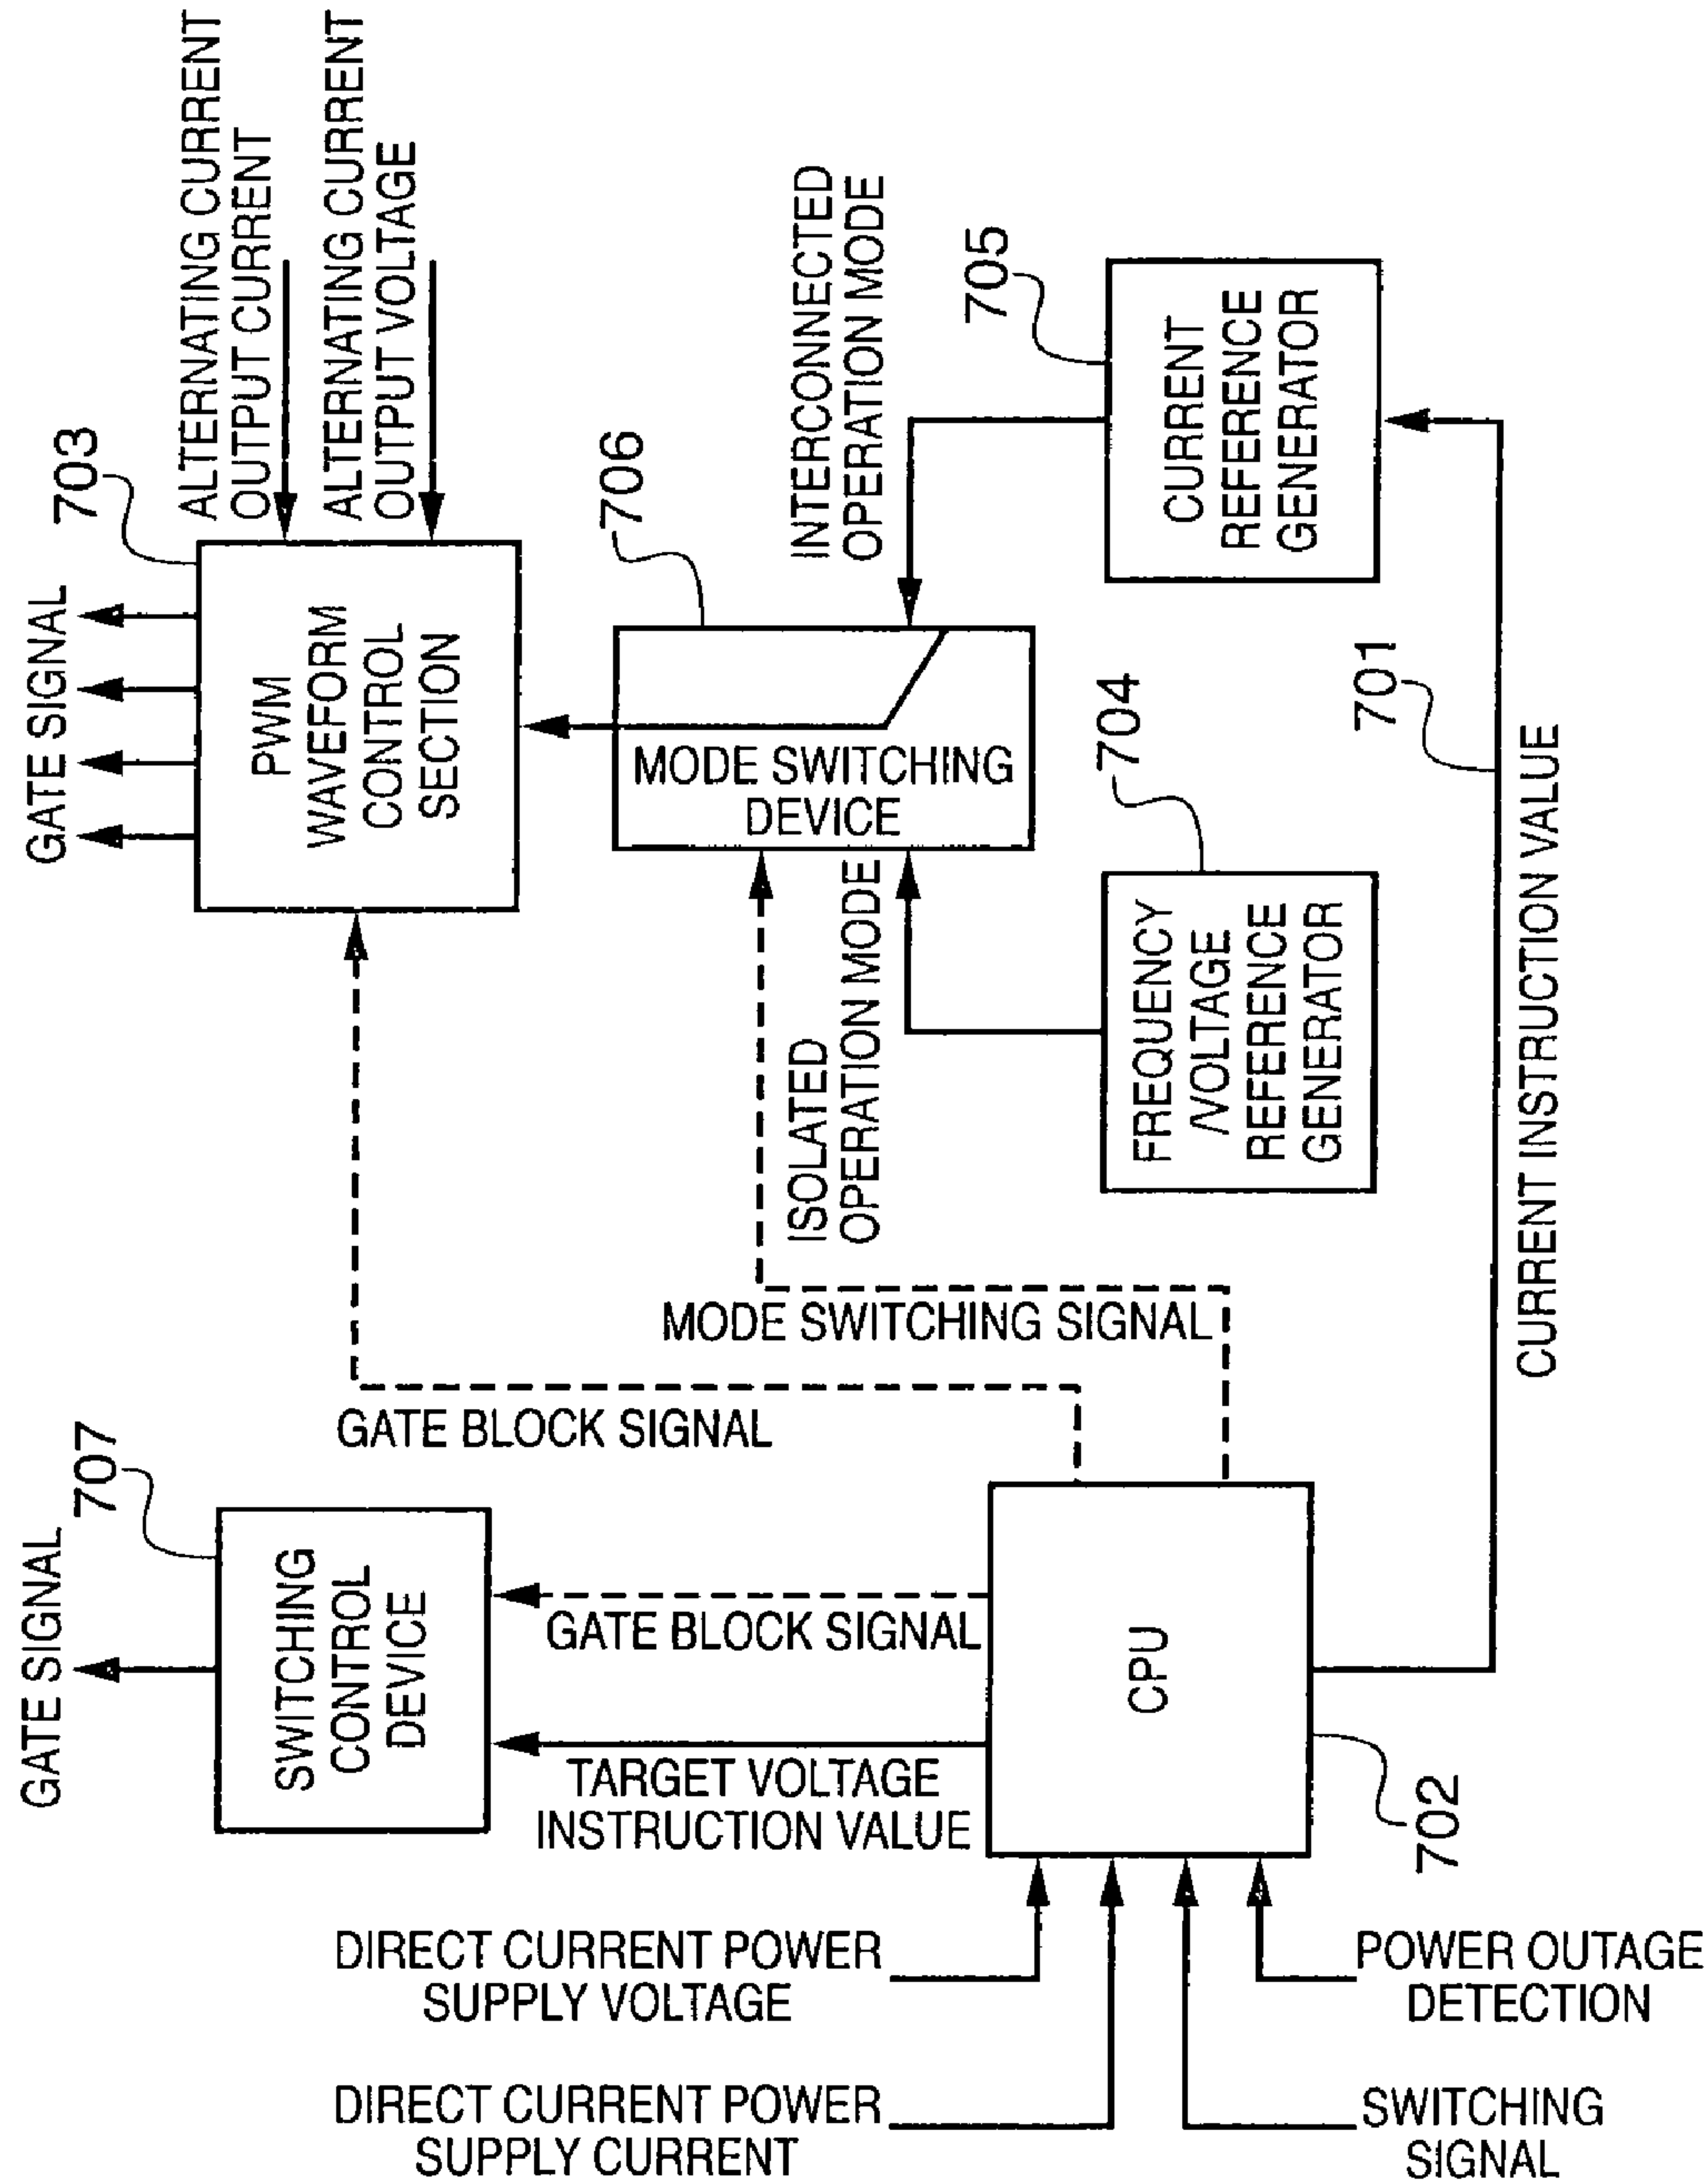 GATE SIGNAL
707
SWITCHING
CONTROL
DEVICE
GATE BLOCK SIGNAL
TARGET VOLTAGE
INSTRUCTION VALUE
CPU
702
DIRECT CURRENT POWER
SUPPLY VOLTAGE
DIRECT CURRENT POWER
SUPPLY CURRENT
POWER OUTAGE
DETECTION
SWITCHING
SIGNAL
GATE BLOCK SIGNAL
MODE SWITCHING SIGNAL
GATE SIGNAL
703
PWM
WAVEFORM
CONTROL
SECTION
ALTERNATING CURRENT
OUTPUT CURRENT
ALTERNATING CURRENT
OUTPUT VOLTAGE
706
MODE SWITCHING
DEVICE
ISOLATED
OPERATION MODE
INTERCONNECTED
OPERATION MODE
704
FREQUENCY
/VOLTAGE
REFERENCE
GENERATOR
705
CURRENT
REFERENCE
GENERATOR
701
CURRENT INSTRUCTION VALUE